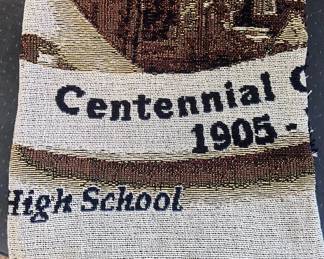 Centennial C
1905 -
High School